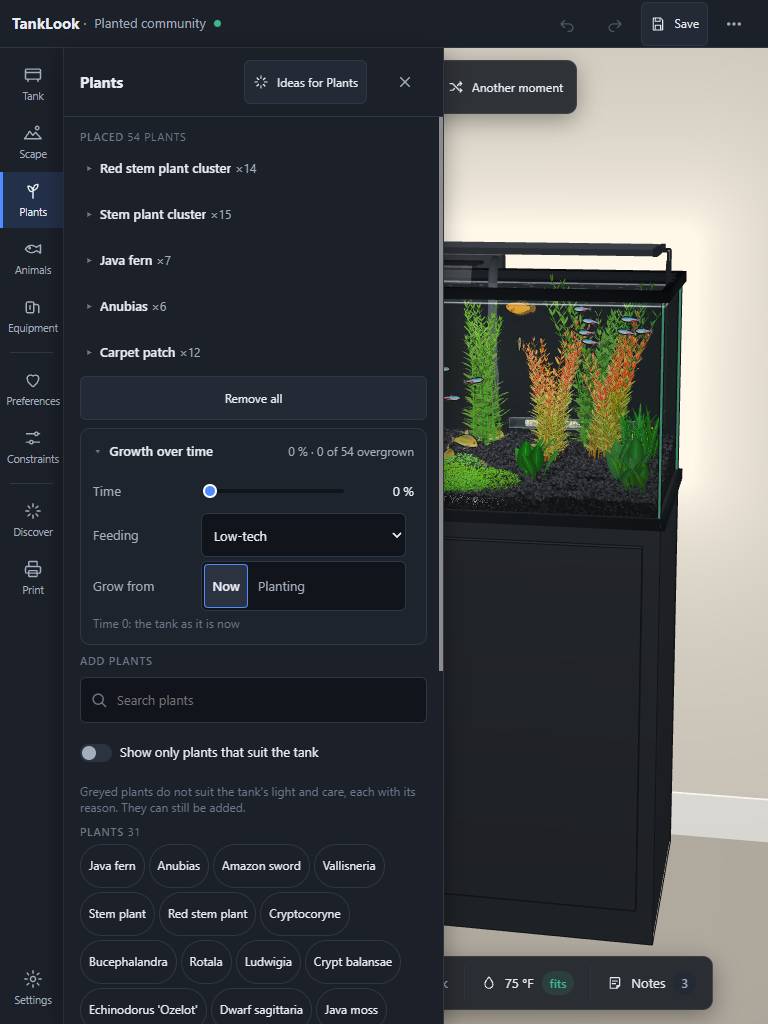 TankLook · Planted community
Save
Tank
Scape
Plants
Animals
Equipment
Preferences
Constraints
Discover
Print
Settings
Plants
Ideas for Plants
PLACED 54 PLANTS
Red stem plant cluster ×14
Stem plant cluster ×15
Java fern ×7
Anubias ×6
Carpet patch ×12
Remove all
Growth over time 0 % · 0 of 54 overgrown
Time 0 %
Feeding Low-tech
Grow from Now Planting
Time 0: the tank as it is now
ADD PLANTS
Search plants
Show only plants that suit the tank
Greyed plants do not suit the tank's light and care, each with its
reason. They can still be added.
PLANTS 31
Java fern Anubias Amazon sword Vallisneria
Stem plant Red stem plant Cryptocoryne
Bucephalandra Rotala Ludwigia Crypt balansae
Echinodorus 'Ozelot' Dwarf sagittaria Java moss
Another moment
75 °F fits Notes 3